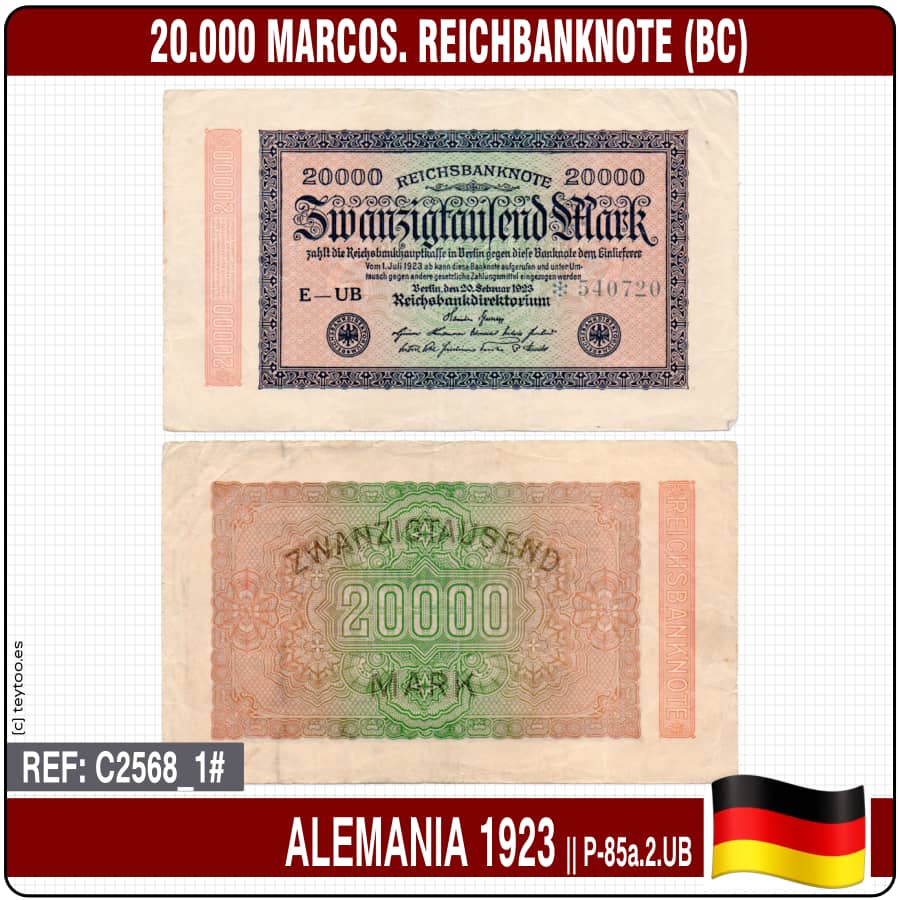 20.000 MARCOS. REICHBANKNOTE (BC)
20000 REICHSBANKNOTE 20000
Zwanzigtausend Mark
zahlt die Reichsbankhauptkasse in Berlin gegen diese Banknote dem Einlieferer
Vom 1. Juli 1923 ab kann diese Banknote aufgerufen und unter Um-
tausch gegen andere gesetzliche Zahlungsmittel eingezogen werden
Berlin, den 20. Februar 1923
E—UB
* 540720
Reichsbankdirektorium
ZWANZIGTAUSEND
20000
MARK
REICHSBANKNOTE
[c] teytoo.es
REF: C2568_1#
ALEMANIA 1923 || P-85a.2.UB